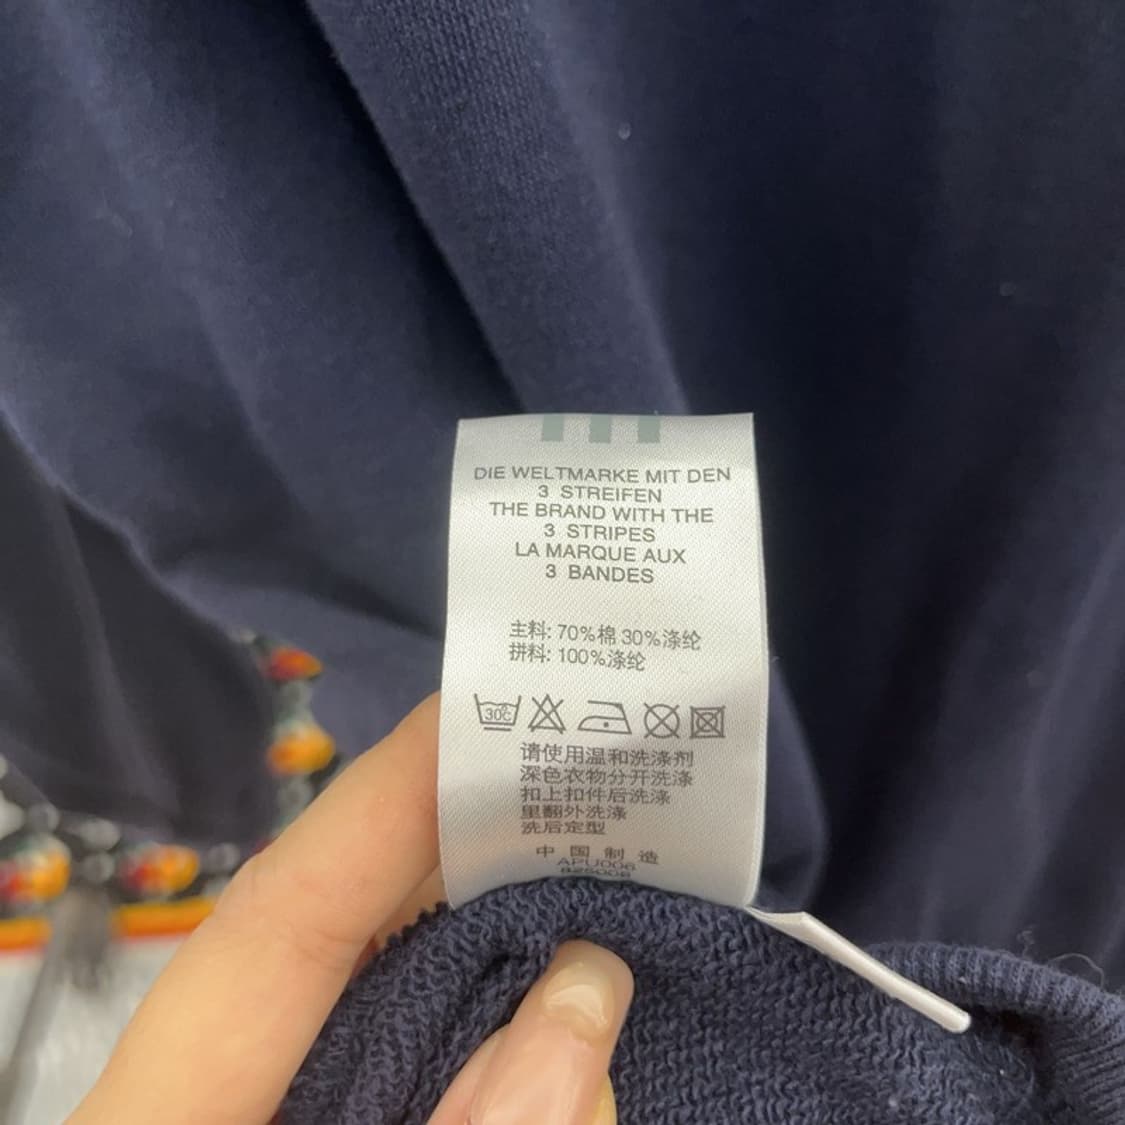 DIE WELTMARKE MIT DEN
3 STREIFEN
THE BRAND WITH THE
3 STRIPES
LA MARQUE AUX
3 BANDES
主料: 70%棉 30%涤纶
拼料: 100%涤纶
30℃
请使用温和洗涤剂
深色衣物分开洗涤
扣上扣件后洗涤
里翻外洗涤
洗后定型
中国制造
APU006